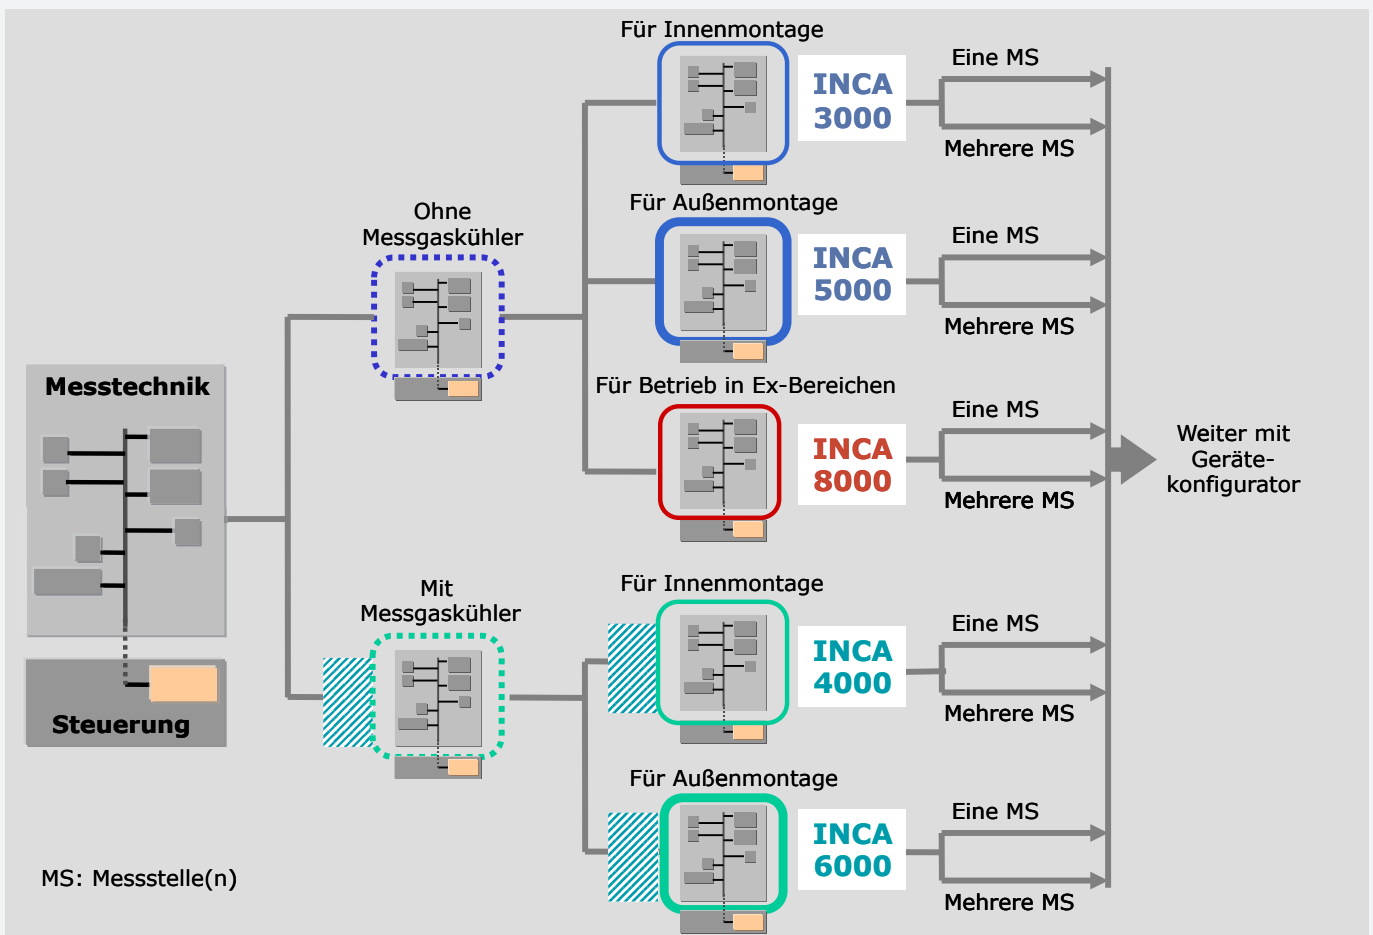 Messtechnik
Steuerung
MS: Messstelle(n)
Ohne
Messgaskühler
Mit
Messgaskühler
Für Innenmontage
INCA
3000
Eine MS
Mehrere MS
Für Außenmontage
INCA
5000
Eine MS
Mehrere MS
Für Betrieb in Ex-Bereichen
INCA
8000
Eine MS
Mehrere MS
Für Innenmontage
INCA
4000
Eine MS
Mehrere MS
Für Außenmontage
INCA
6000
Eine MS
Mehrere MS
Weiter mit
Geräte-
konfigurator